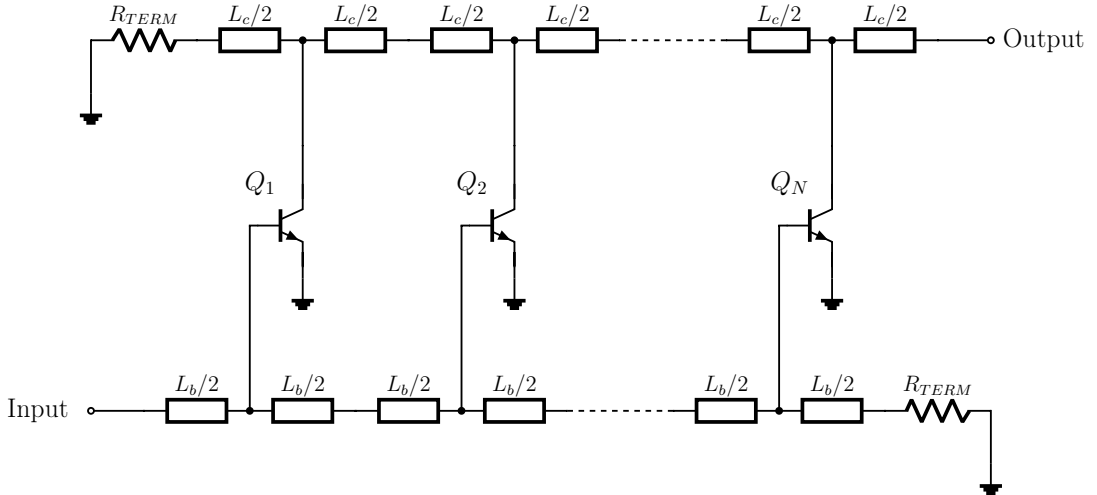 R_TERM L_c/2 L_c/2 L_c/2 L_c/2 L_c/2 L_c/2
Output
Q_1 Q_2 Q_N
L_b/2 L_b/2 L_b/2 L_b/2 L_b/2 L_b/2 R_TERM
Input